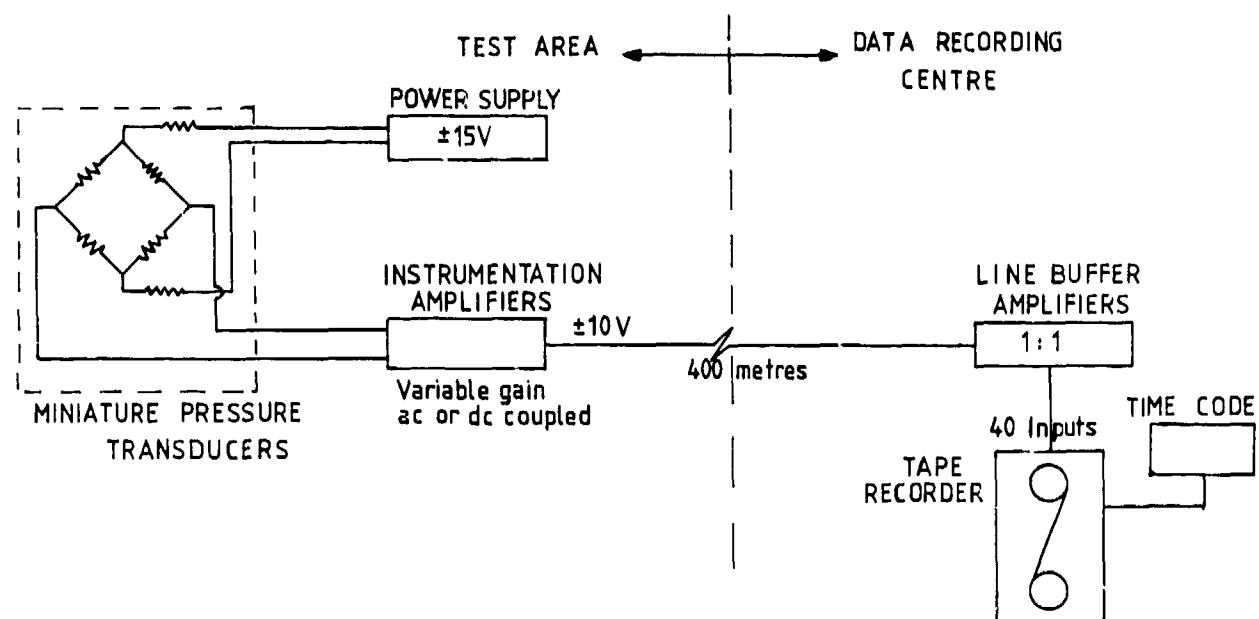 TEST AREA
DATA RECORDING
CENTRE
POWER SUPPLY
±15V
INSTRUMENTATION
AMPLIFIERS
±10V
LINE BUFFER
AMPLIFIERS
1:1
400 metres
Variable gain
ac or dc coupled
MINIATURE PRESSURE
TRANSDUCERS
TIME CODE
40 Inputs
TAPE
RECORDER